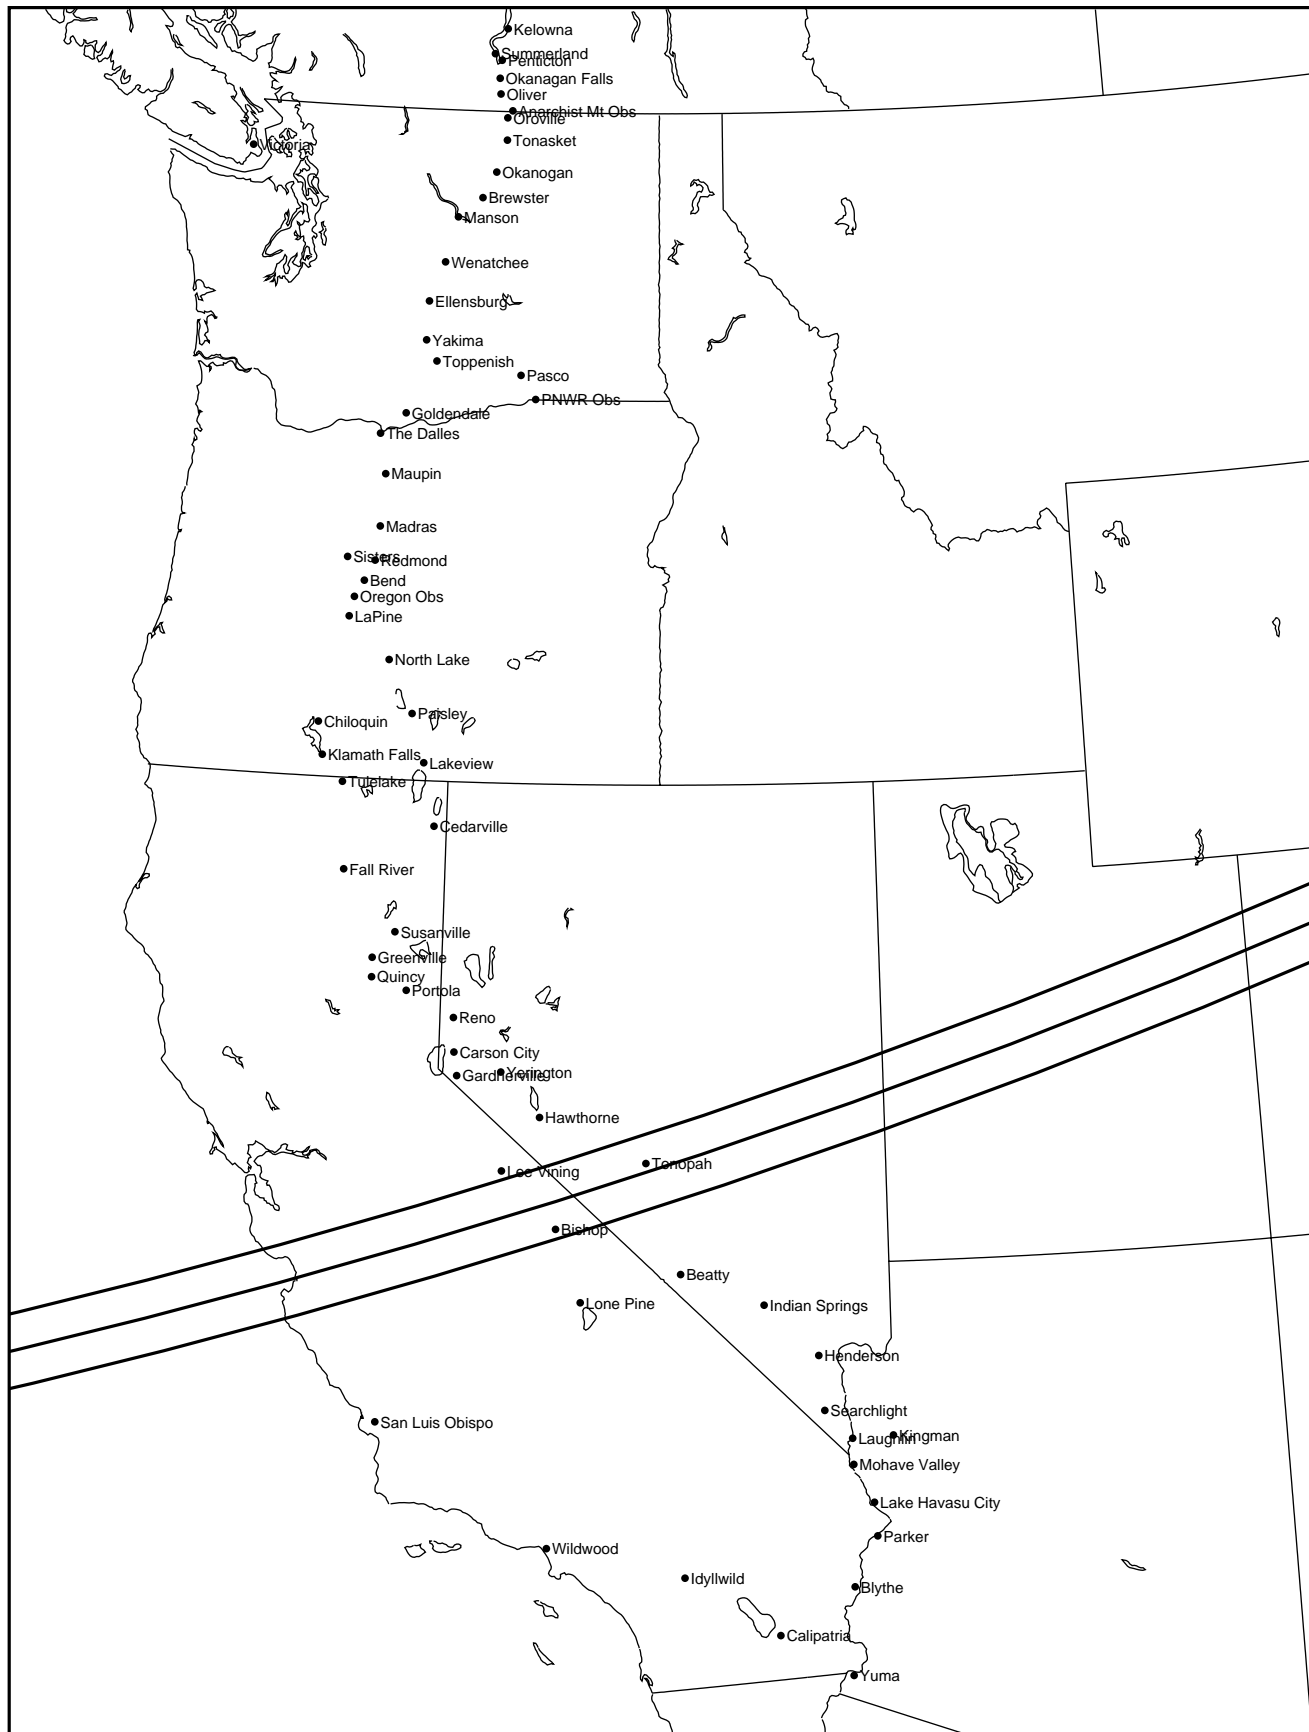 Kelowna
Summerland
Penticton
Okanagan Falls
Oliver
Anarchist Mt Obs
Oroville
Tonasket
Victoria
Okanogan
Brewster
Manson
Wenatchee
Ellensburg
Yakima
Toppenish
Pasco
PNWR Obs
Goldendale
The Dalles
Maupin
Madras
Sisters
Redmond
Bend
Oregon Obs
LaPine
North Lake
Paisley
Chiloquin
Klamath Falls
Lakeview
Tulelake
Cedarville
Fall River
Susanville
Greenville
Quincy
Portola
Reno
Carson City
Yerington
Gardnerville
Hawthorne
Tonopah
Lee Vining
Bishop
Beatty
Lone Pine
Indian Springs
Henderson
Searchlight
San Luis Obispo
Kingman
Laughlin
Mohave Valley
Lake Havasu City
Parker
Wildwood
Idyllwild
Blythe
Calipatria
Yuma